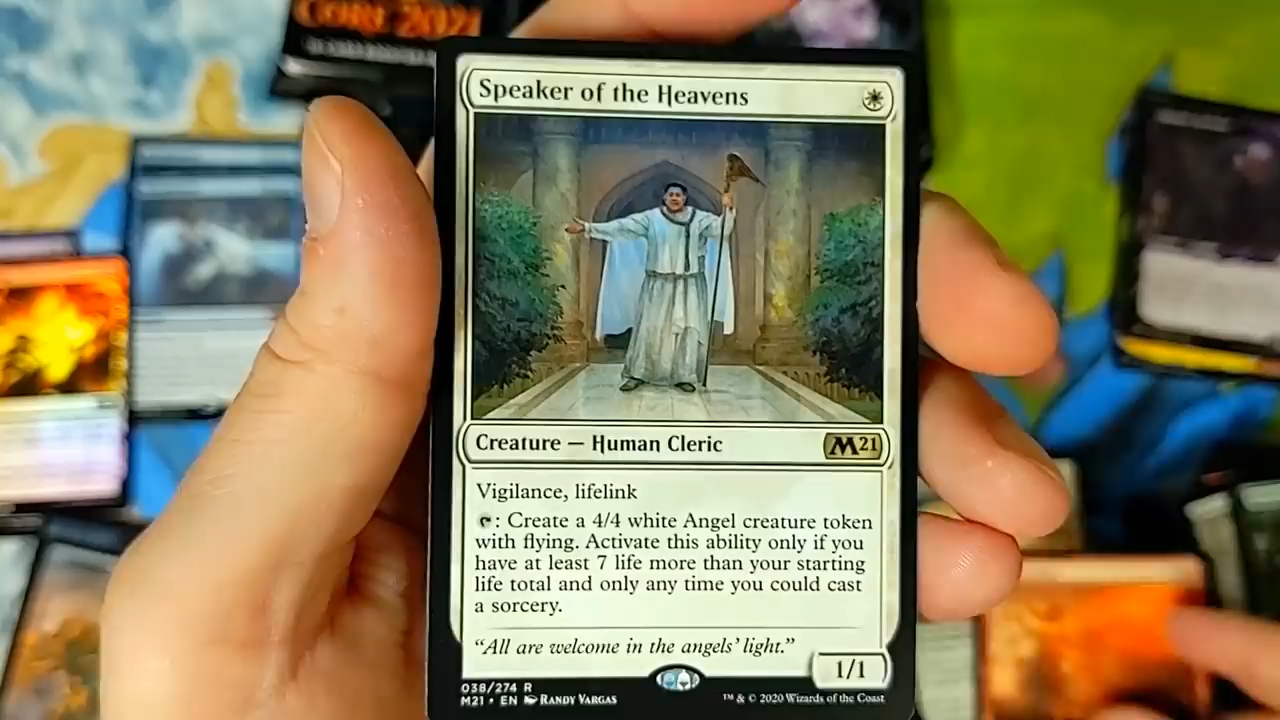 CORE 2021
Speaker of the Heavens
Creature — Human Cleric
M21
Vigilance, lifelink
: Create a 4/4 white Angel creature token
with flying. Activate this ability only if you
have at least 7 life more than your starting
life total and only any time you could cast
a sorcery.
“All are welcome in the angels’ light.”
1/1
038/274 R
M21 • EN RANDY VARGAS
™ & © 2020 Wizards of the Coast